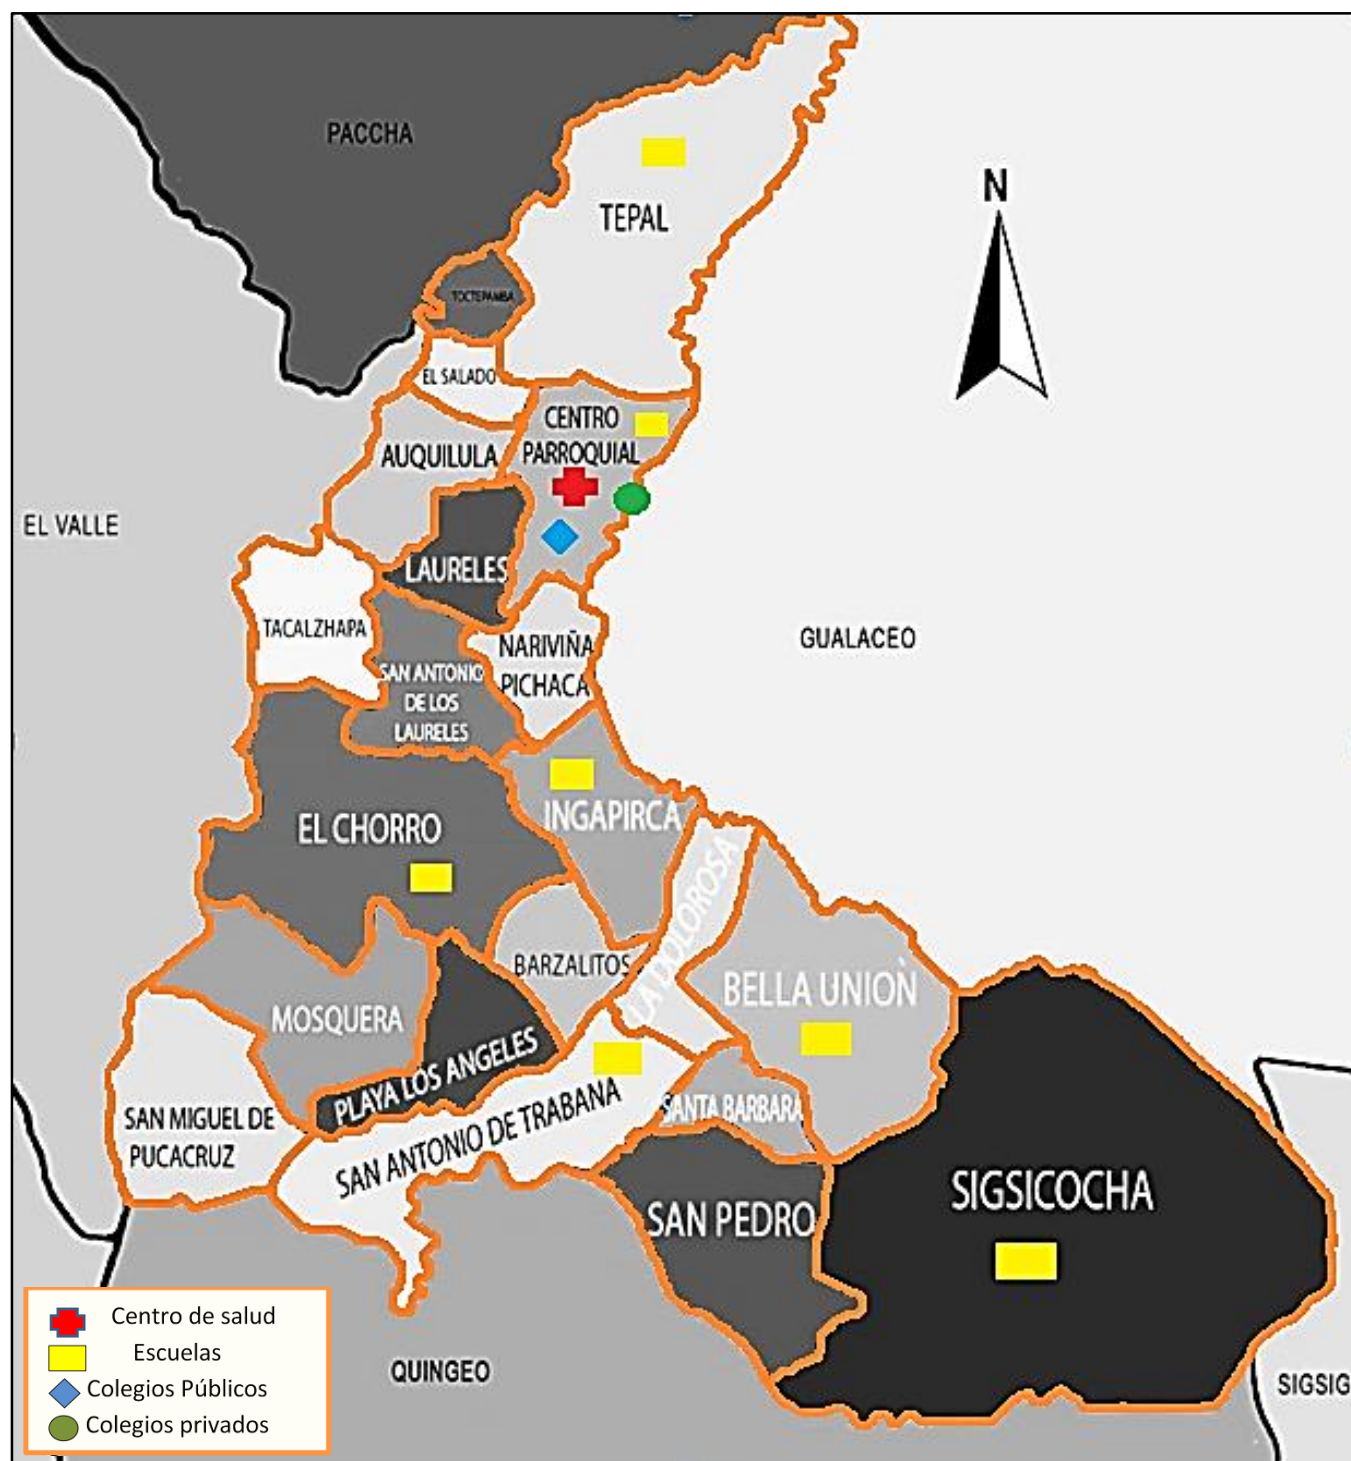 PACCHA
N
TEPAL
TOCTEPAMBA
EL SALADO
CENTRO
PARROQUIAL
AUQUILULA
EL VALLE
LAURELES
TACALZHAPA
NARIVIÑA
PICHACA
GUALACEO
SAN ANTONIO
DE LOS
LAURELES
INGAPIRCA
EL CHORRO
LA DOLOROSA
BARZALITOS
BELLA UNIOǸ
MOSQUERA
PLAYA LOS ANGELES
SAN MIGUEL DE
PUCACRUZ
SAN ANTONIO DE TRABANA
SANTA BARBARA
SAN PEDRO
SIGSICOCHA
QUINGEO
SIGSIG
Centro de salud
Escuelas
Colegios Públicos
Colegios privados